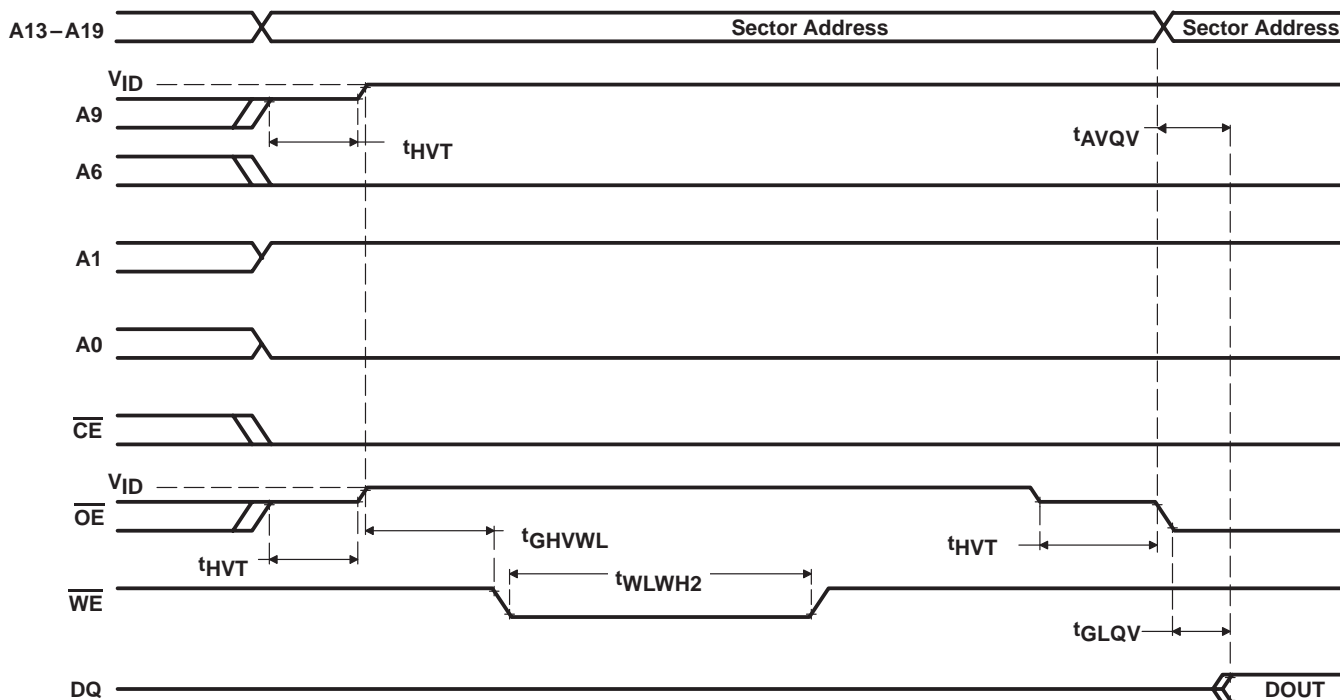 A13–A19 Sector Address Sector Address
VID
A9
tHVT tAVQV
A6
A1
A0
CE
VID
OE
tHVT tGHVWL tHVT
tWLWH2
WE
tGLQV
DQ DOUT